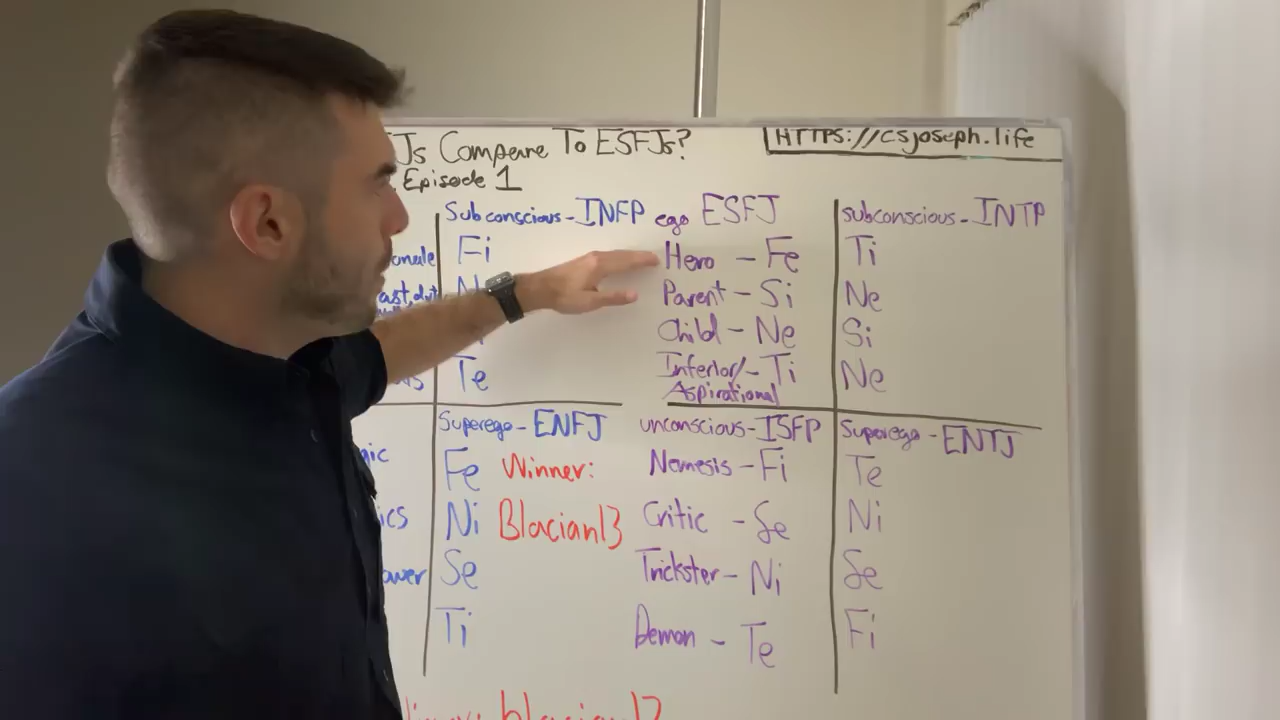 Js Compare To ESFJs?
HTTPS://csjoseph.life
Episode 1
Subconscious-INFP
Fi
Te
ego ESFJ
Hero - Fe
Parent - Si
Child - Ne
Inferior/- Ti
Aspirational
subconscious-INTP
Ti
Ne
Si
Ne
Superego-ENFJ
Fe
Ni
Se
Ti
Winner:
Blacian13
unconscious-ISFP
Nemesis-Fi
Critic - Se
Trickster-Ni
Demon - Te
Superego-ENTJ
Te
Ni
Se
Fi